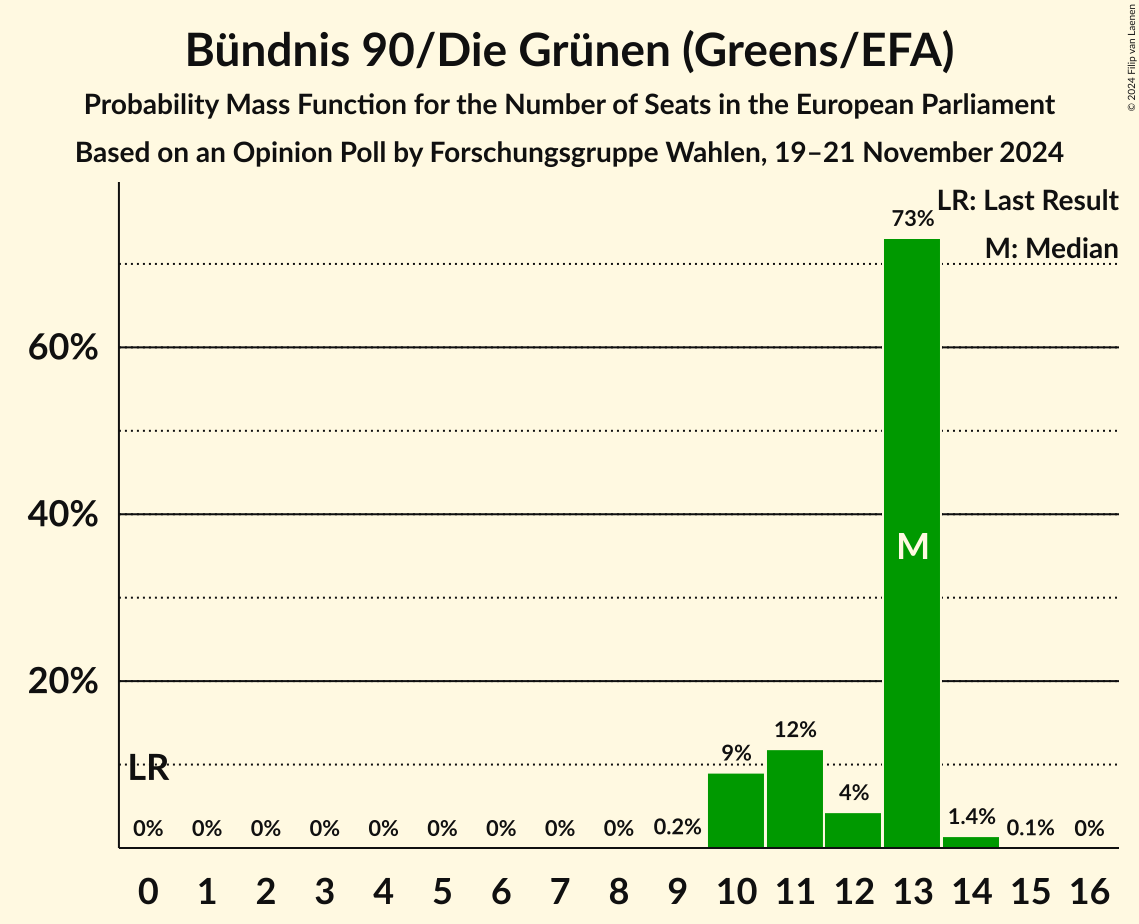 Bündnis 90/Die Grünen (Greens/EFA)
Probability Mass Function for the Number of Seats in the European Parliament
Based on an Opinion Poll by Forschungsgruppe Wahlen, 19–21 November 2024
© 2024 Filip van Laenen
LR: Last Result
M: Median
73%
60%
40%
M
20%
12%
9%
LR
4%
1.4%
0% 0% 0% 0% 0% 0% 0% 0% 0% 0.2% 0.1% 0%
0 1 2 3 4 5 6 7 8 9 10 11 12 13 14 15 16